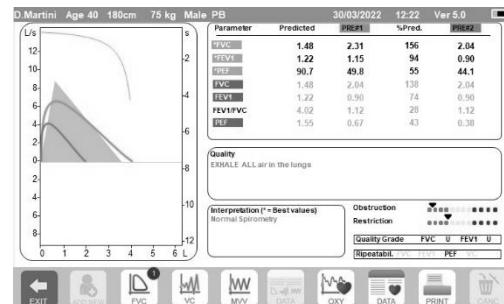 D.Martini Age 40 180cm 75 kg Male PB 30/03/2022 12:22 Ver 5.0
L/s s
12-
10-
8-
6-
4-
2-
0-
2-
4-
6-
8-
-2
-4
-6
-8
-10
-12
0 1 2 3 4 5 6 L
Parameter Predicted PRE#1 %Pred. PRE#2
*FVC 1.48 2.31 156 2.04
*FEV1 1.22 1.15 94 0.90
*PEF 90.7 49.8 55 44.1
FVC 1.48 2.04 138 2.04
FEV1 1.22 0.90 74 0.90
FEV1/FVC 4.02 1.12 28 1.12
PEF 1.55 0.67 43 0.38
Quality
EXHALE ALL air in the lungs
Interpretation (* = Best values)
Normal Spirometry
Obstruction
Restriction
Quality Grade FVC U FEV1 U
Repeatabil. FVC FEV1 PEF VC
1
EXIT ADD NEW FVC VC MVV DATA OXY DATA PRINT